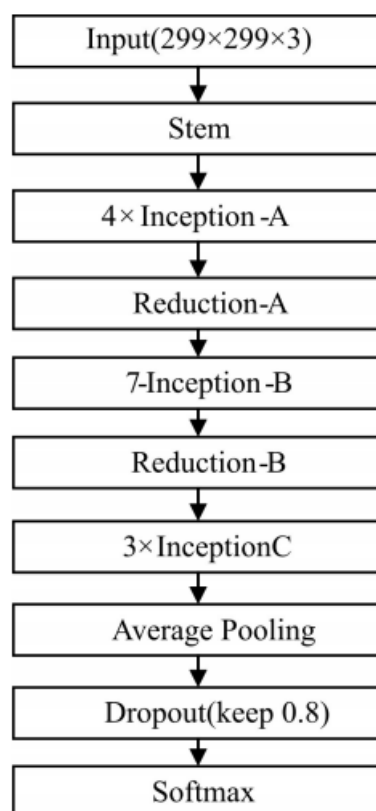 Input(299×299×3)
Stem
4×Inception-A
Reduction-A
7-Inception-B
Reduction-B
3×InceptionC
Average Pooling
Dropout(keep 0.8)
Softmax